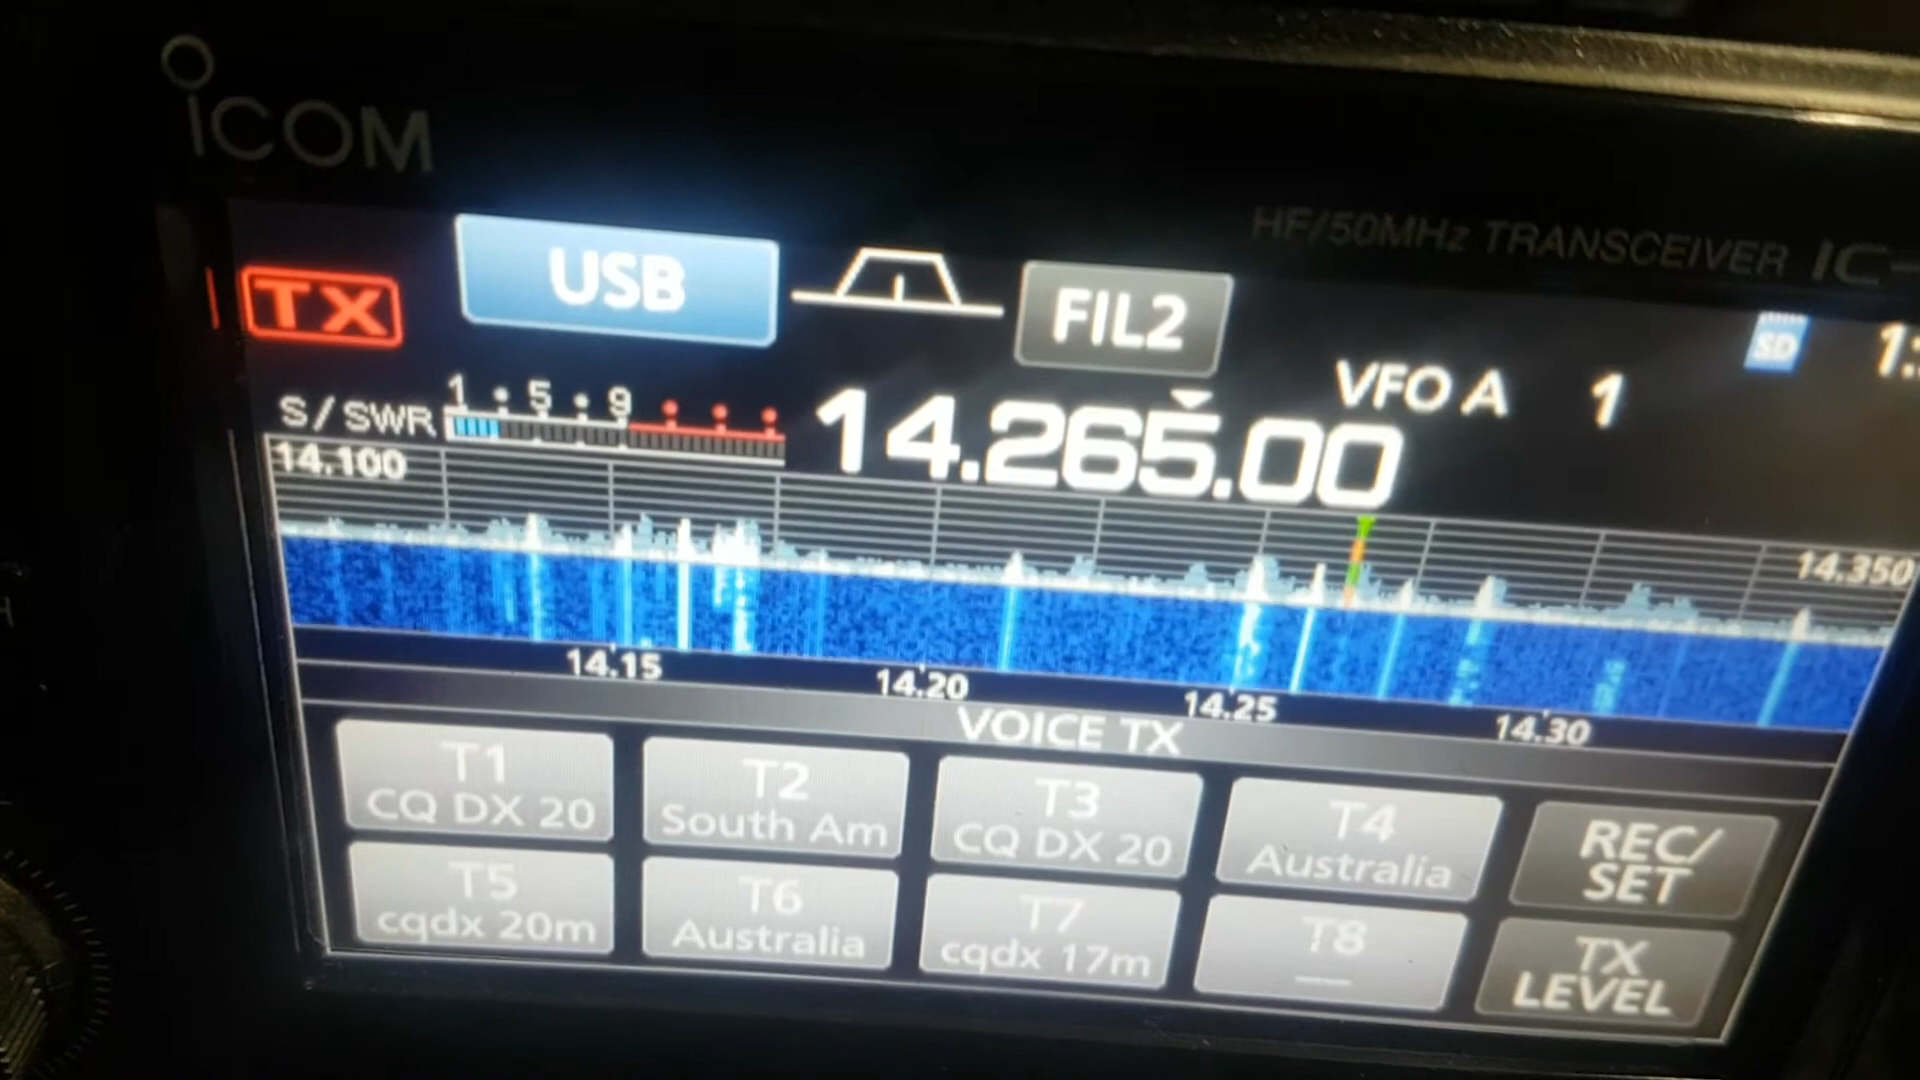 ICOM
HF/50MHz TRANSCEIVER IC-
TX
USB
FIL2
SD
VFO A 1
S/SWR
1 5 9
14.265.00
14.100
14.350
14.15 14.20 14.25 14.30
VOICE TX
T1
CQ DX 20
T2
South Am
T3
CQ DX 20
T4
Australia
REC/
SET
T5
cqdx 20m
T6
Australia
T7
cqdx 17m
T8
TX
LEVEL